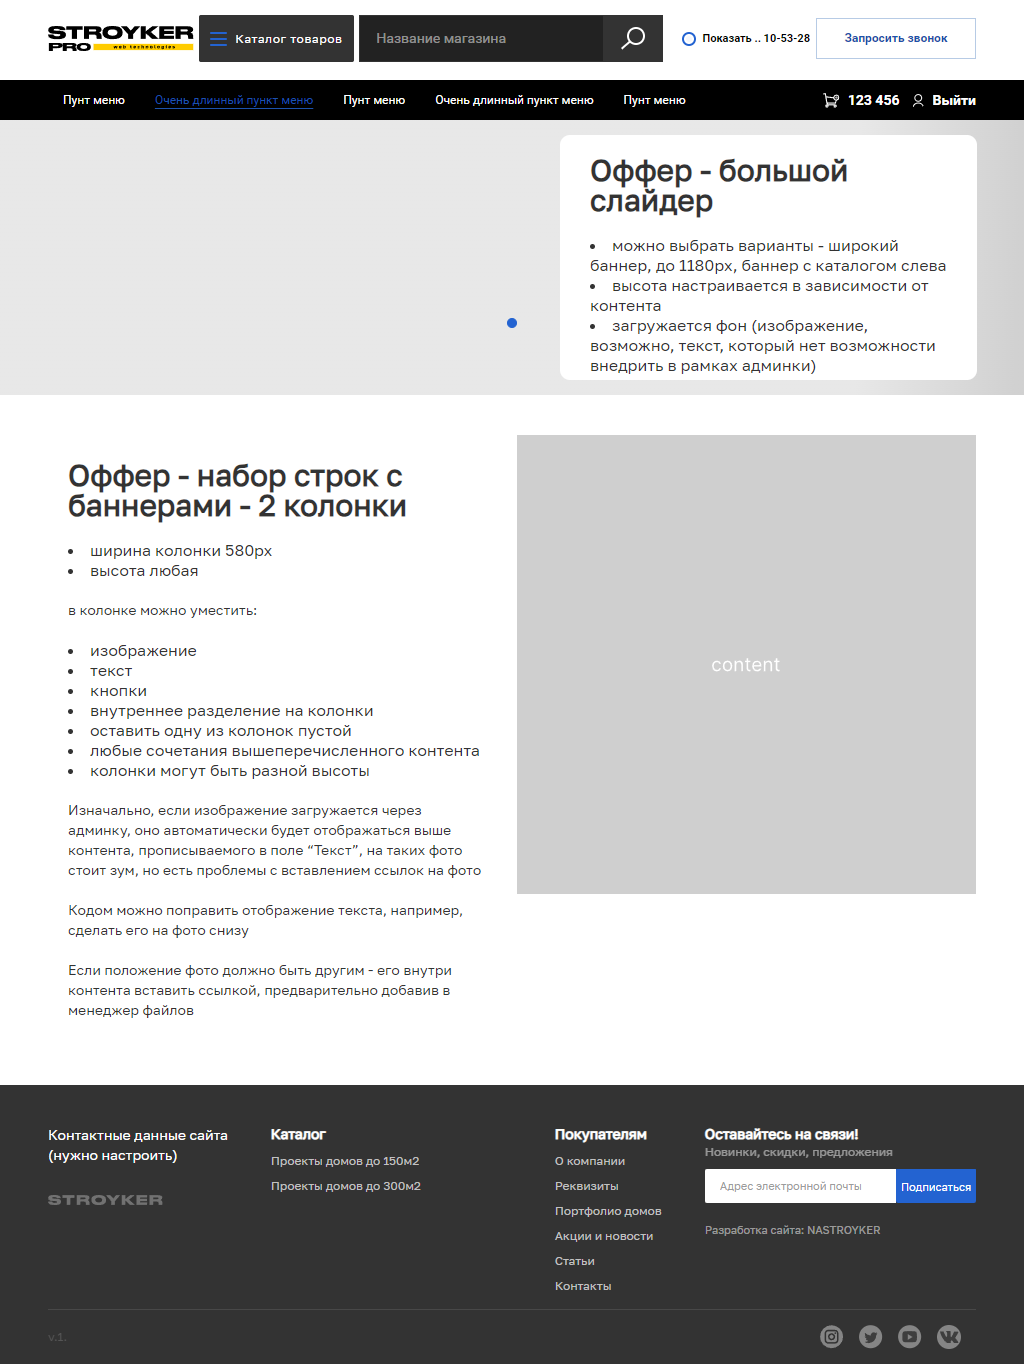 STROYKER
PRO web technologies
Каталог товаров
Название магазина
Показать .. 10-53-28
Запросить звонок
Пунт меню
Очень длинный пункт меню
Пунт меню
Очень длинный пункт меню
Пунт меню
123 456
Выйти
Оффер - большой
слайдер
• можно выбрать варианты - широкий
баннер, до 1180px, баннер с каталогом слева
• высота настраивается в зависимости от
контента
• загружается фон (изображение,
возможно, текст, который нет возможности
внедрить в рамках админки)
Оффер - набор строк с
баннерами - 2 колонки
• ширина колонки 580px
• высота любая
в колонке можно уместить:
• изображение
• текст
• кнопки
• внутреннее разделение на колонки
• оставить одну из колонок пустой
• любые сочетания вышеперечисленного контента
• колонки могут быть разной высоты
Изначально, если изображение загружается через
админку, оно автоматически будет отображаться выше
контента, прописываемого в поле “Текст”, на таких фото
стоит зум, но есть проблемы с вставлением ссылок на фото
Кодом можно поправить отображение текста, например,
сделать его на фото снизу
Если положение фото должно быть другим - его внутри
контента вставить ссылкой, предварительно добавив в
менеджер файлов
content
Контактные данные сайта
(нужно настроить)
STROYKER
Каталог
Проекты домов до 150м2
Проекты домов до 300м2
Покупателям
О компании
Реквизиты
Портфолио домов
Акции и новости
Статьи
Контакты
Оставайтесь на связи!
Новинки, скидки, предложения
Адрес электронной почты
Подписаться
Разработка сайта: NASTROYKER
v.1.